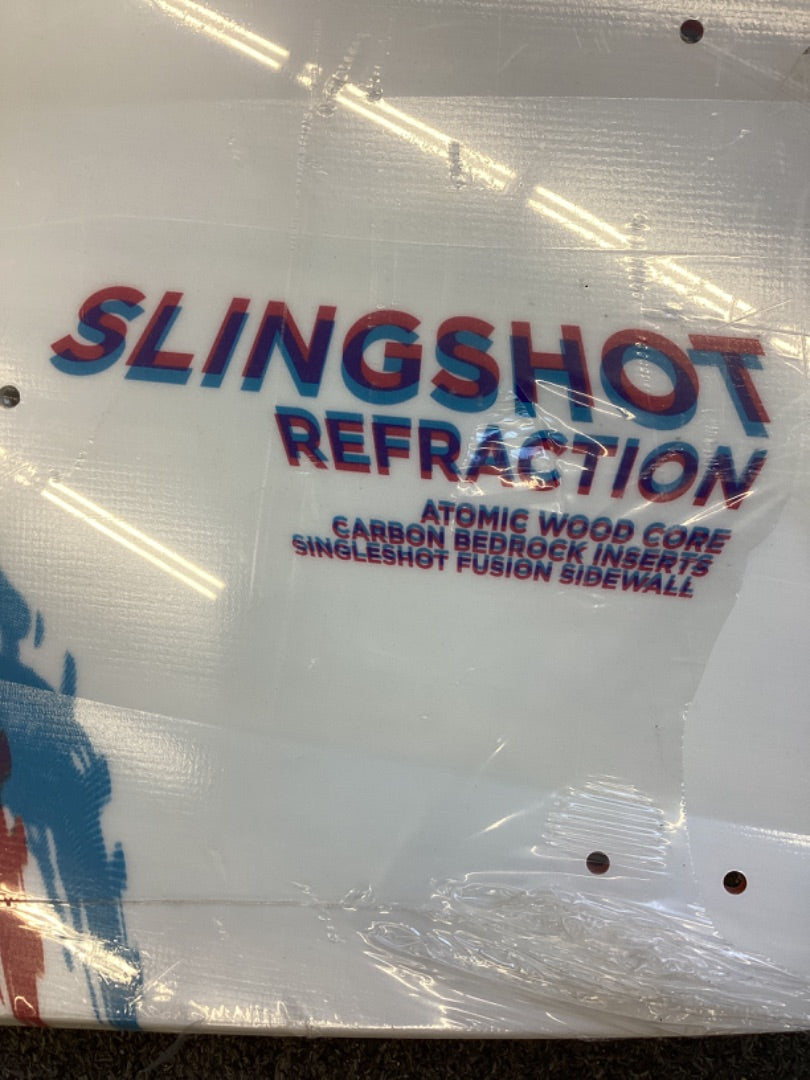 SLINGSHOT
REFRACTION
ATOMIC WOOD CORE
CARBON BEDROCK INSERTS
SINGLESHOT FUSION SIDEWALL